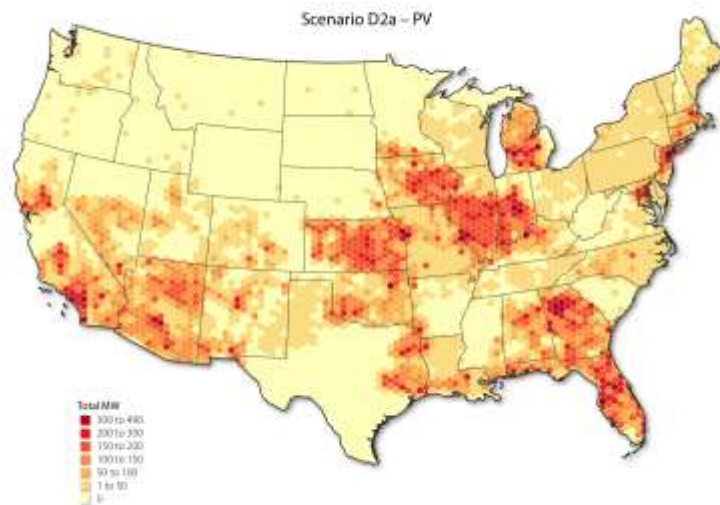 Scenario D2a – PV
Total MW
300 to 490
200 to 300
150 to 200
100 to 150
50 to 100
1 to 50
0